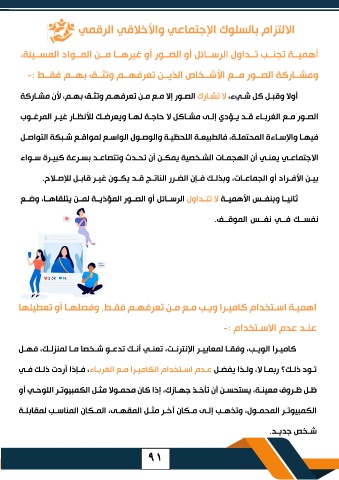 الالتزام بالسلوك الإجتماعي والأخلاقي الرقمي
أهمية تجنب تداول الرسائل أو الصور أو غيرها من المواد المسيئة،
ومشاركة الصور مع الأشخاص الذين تعرفهم وتثق بهم فقط :-
أولا وقبل كل شيء، لا تشارك الصور إلا مع من تعرفهم وتثق بهم، لأن مشاركة
الصور مع الغرباء قد يؤدي إلى مشاكل لا حاجة لها ويعرضك للأنظار غير المرغوب
فيها والإساءة المحتملة، فالطبيعة اللحظية والوصول الواسع لمواقع شبكة التواصل
الاجتماعي يعني أن الهجمات الشخصية يمكن أن تحدث وتتصاعد بسرعة كبيرة سواء
بين الأفراد أو الجماعات، وبذلك فإن الضرر الناتج قد يكون غير قابل للإصلاح.
ثانيا وبنفس الأهمية لا تتداول الرسائل أو الصور المؤذية لمن يتلقاها، وضع
نفسك في نفس الموقف.
اهمية استخدام كاميرا ويب مع من تعرفهم فقط، وفصلها أو تعطيلها
عند عدم الاستخدام :-
كاميرا الويب، وفقا لمعايير الإنترنت، تعني أنك تدعو شخصا ما لمنزلك، فهل
تود ذلك؟ ربما لا، ولذا يفضل عدم استخدام الكاميرا مع الغرباء، فإذا أردت ذلك في
ظل ظروف معينة، يستحسن أن تأخذ جهازك، إذا كان محمولا مثل الكمبيوتر اللوحي أو
الكمبيوتر المحمول، وتذهب إلى مكان آخر مثل المقهى، المكان المناسب لمقابلة
شخص جديد.
٩١